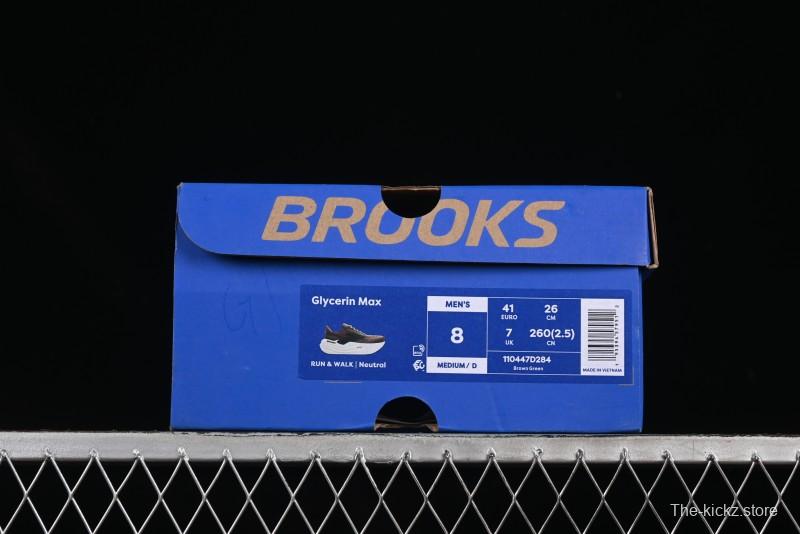 BROOKS
Glycerin Max
RUN & WALK | Neutral
MEN'S
8
MEDIUM / D
41
EURO
26
CM
7
UK
260(2.5)
CN
110447D284
Brown Green
MADE IN VIETNAM
The-kickz.store